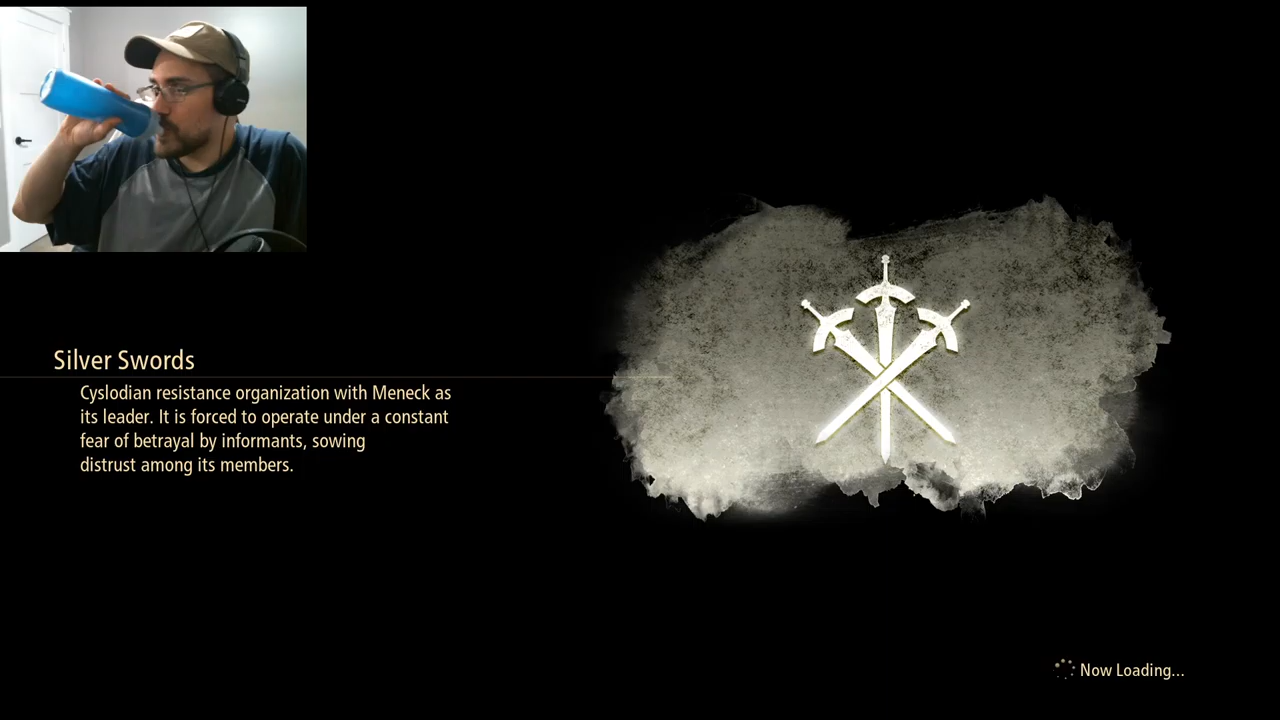 Silver Swords
Cyslodian resistance organization with Meneck as
its leader. It is forced to operate under a constant
fear of betrayal by informants, sowing
distrust among its members.
Now Loading...